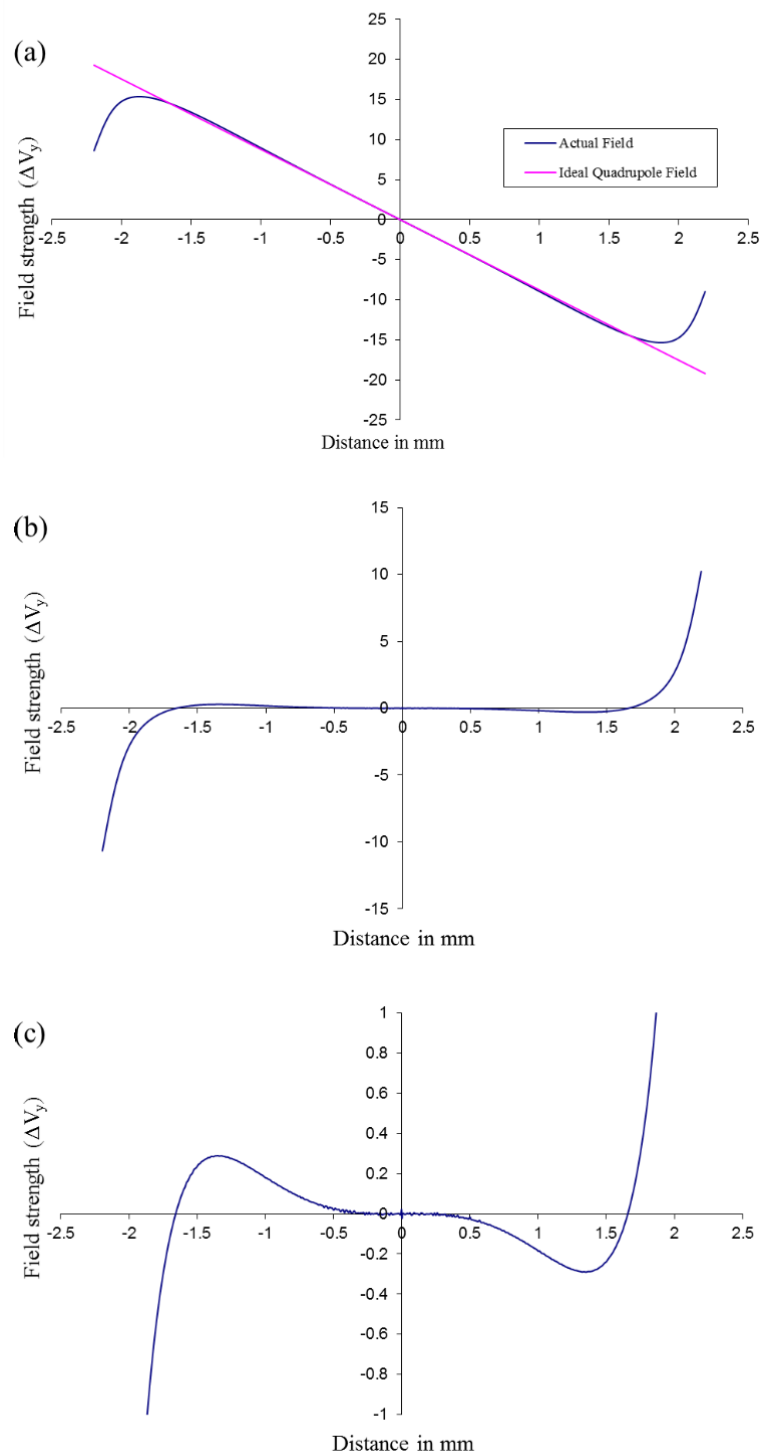 (a)
Field strength (ΔVy)
25
20
15
10
5
0
-5
-10
-15
-20
-25
-2.5 -2 -1.5 -1 -0.5 0 0.5 1 1.5 2 2.5
Actual Field
Ideal Quadrupole Field
Distance in mm
(b)
Field strength (ΔVy)
15
10
5
0
-5
-10
-15
-2.5 -2 -1.5 -1 -0.5 0 0.5 1 1.5 2 2.5
Distance in mm
(c)
Field strength (ΔVy)
1
0.8
0.6
0.4
0.2
0
-0.2
-0.4
-0.6
-0.8
-1
-2.5 -2 -1.5 -1 -0.5 0 0.5 1 1.5 2 2.5
Distance in mm